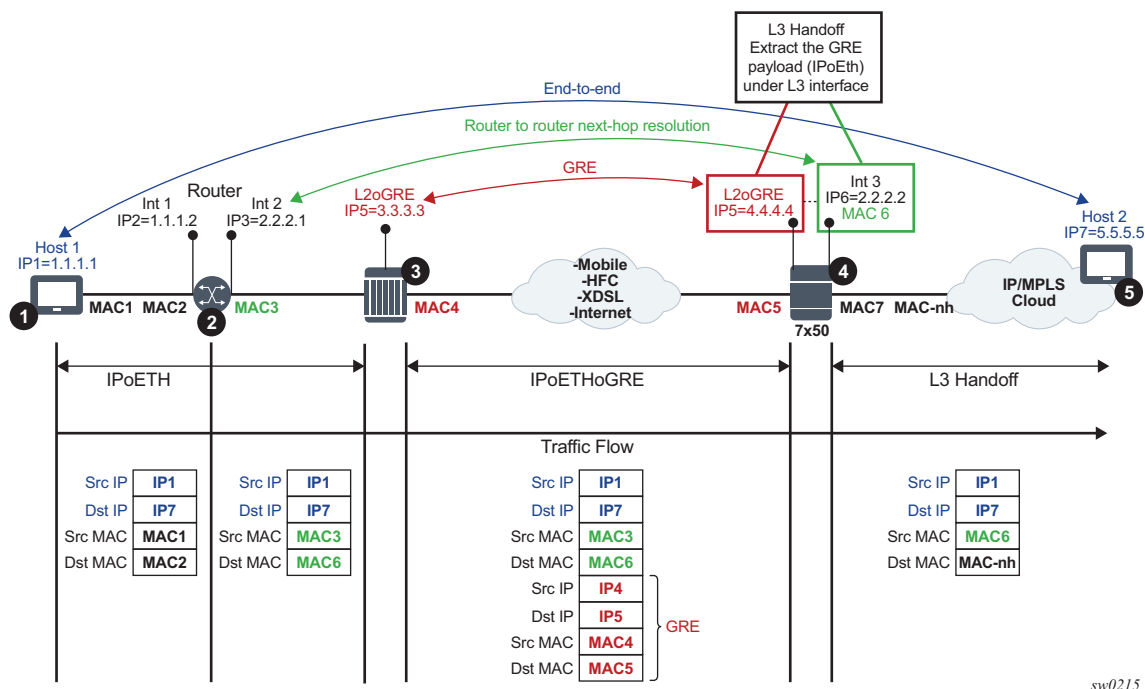 L3 Handoff
Extract the GRE
payload (IPoEth)
under L3 interface
End-to-end
Router to router next-hop resolution
GRE
Router
Int 1
IP2=1.1.1.2
Int 2
IP3=2.2.2.1
L2oGRE
IP5=3.3.3.3
L2oGRE
IP5=4.4.4.4
Int 3
IP6=2.2.2.2
MAC 6
Host 1
IP1=1.1.1.1
Host 2
IP7=5.5.5.5
1
MAC1
MAC2
2
MAC3
3
MAC4
-Mobile
-HFC
-XDSL
-Internet
MAC5
4
7x50
MAC7
MAC-nh
IP/MPLS
Cloud
5
IPoETH
IPoETHoGRE
L3 Handoff
Traffic Flow
Src IP IP1
Dst IP IP7
Src MAC MAC1
Dst MAC MAC2
Src IP IP1
Dst IP IP7
Src MAC MAC3
Dst MAC MAC6
Src IP IP1
Dst IP IP7
Src MAC MAC3
Dst MAC MAC6
Src IP IP4
Dst IP IP5
Src MAC MAC4
Dst MAC MAC5
GRE
Src IP IP1
Dst IP IP7
Src MAC MAC6
Dst MAC MAC-nh
sw0215